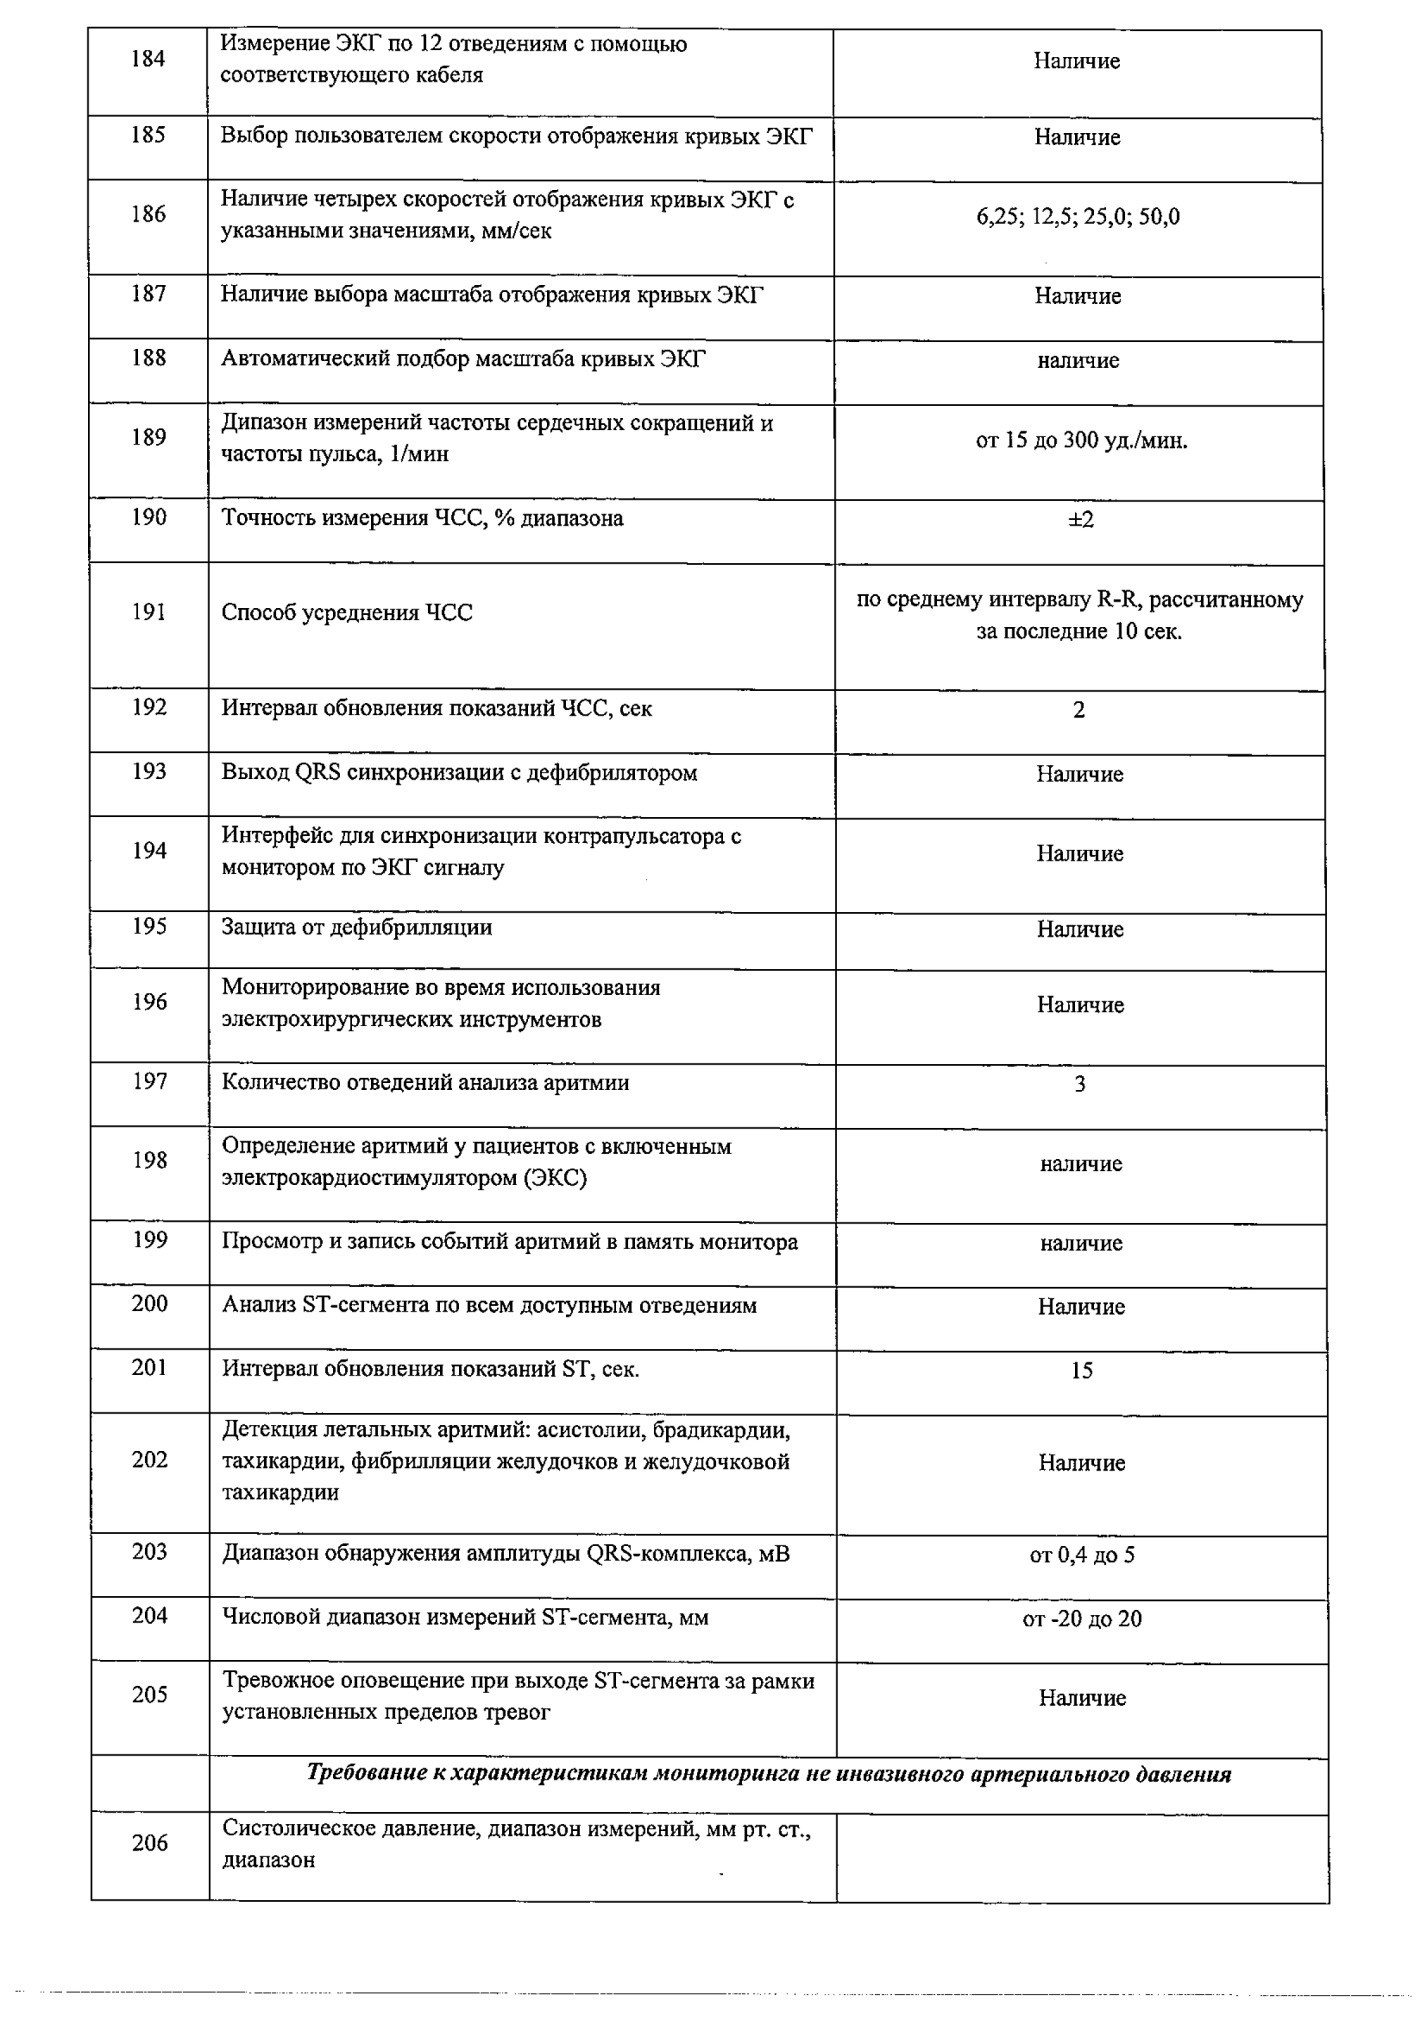 184
Измерение ЭКГ по 12 отведениям с помощью
соответствующего кабеля
Наличие
185
Выбор пользователем скорости отображения кривых ЭКГ
Наличие
186
Наличие четырех скоростей отображения кривых ЭКГ с
указанными значениями, мм/сек
6,25; 12,5; 25,0; 50,0
187
Наличие выбора масштаба отображения кривых ЭКГ
Наличие
188
Автоматический подбор масштаба кривых ЭКГ
наличие
189
Дипазон измерений частоты сердечных сокращений и
частоты пульса, 1/мин
от 15 до 300 уд./мин.
190
Точность измерения ЧСС, % диапазона
±2
191
Способ усреднения ЧСС
по среднему интервалу R-R, рассчитанному
за последние 10 сек.
192
Интервал обновления показаний ЧСС, сек
2
193
Выход QRS синхронизации с дефибрилятором
Наличие
194
Интерфейс для синхронизации контрапульсатора с
монитором по ЭКГ сигналу
Наличие
195
Защита от дефибрилляции
Наличие
196
Мониторирование во время использования
электрохирургических инструментов
Наличие
197
Количество отведений анализа аритмии
3
198
Определение аритмий у пациентов с включенным
электрокардиостимулятором (ЭКС)
наличие
199
Просмотр и запись событий аритмий в память монитора
наличие
200
Анализ ST-сегмента по всем доступным отведениям
Наличие
201
Интервал обновления показаний ST, сек.
15
202
Детекция летальных аритмий: асистолии, брадикардии,
тахикардии, фибрилляции желудочков и желудочковой
тахикардии
Наличие
203
Диапазон обнаружения амплитуды QRS-комплекса, мВ
от 0,4 до 5
204
Числовой диапазон измерений ST-сегмента, мм
от -20 до 20
205
Тревожное оповещение при выходе ST-сегмента за рамки
установленных пределов тревог
Наличие
Требование к характеристикам мониторинга не инвазивного артериального давления
206
Систолическое давление, диапазон измерений, мм рт. ст.,
диапазон